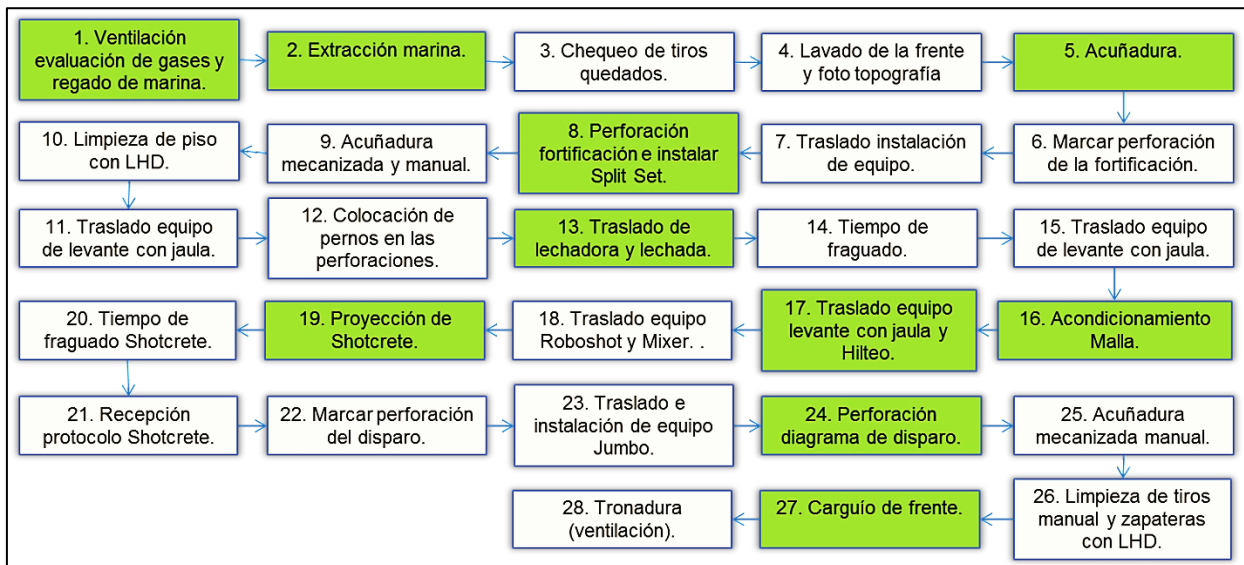 1. Ventilación
evaluación de gases y
regado de marina.
2. Extracción marina.
3. Chequeo de tiros
quedados.
4. Lavado de la frente
y foto topografía
5. Acuñadura.
6. Marcar perforación
de la fortificación.
7. Traslado instalación
de equipo.
8. Perforación
fortificación e instalar
Split Set.
9. Acuñadura
mecanizada y manual.
10. Limpieza de piso
con LHD.
11. Traslado equipo
de levante con jaula.
12. Colocación de
pernos en las
perforaciones.
13. Traslado de
lechadora y lechada.
14. Tiempo de
fraguado.
15. Traslado equipo
de levante con jaula.
16. Acondicionamiento
Malla.
17. Traslado equipo
levante con jaula y
Hilteo.
18. Traslado equipo
Roboshot y Mixer. .
19. Proyección de
Shotcrete.
20. Tiempo de
fraguado Shotcrete.
21. Recepción
protocolo Shotcrete.
22. Marcar perforación
del disparo.
23. Traslado e
instalación de equipo
Jumbo.
24. Perforación
diagrama de disparo.
25. Acuñadura
mecanizada manual.
26. Limpieza de tiros
manual y zapateras
con LHD.
27. Carguío de frente.
28. Tronadura
(ventilación).